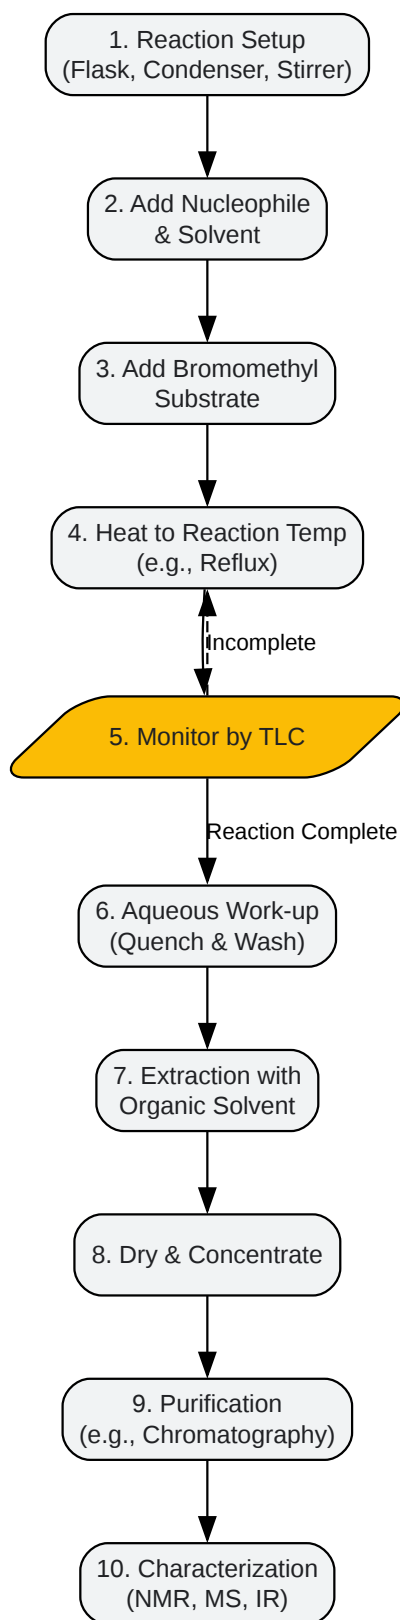 1. Reaction Setup
(Flask, Condenser, Stirrer)
2. Add Nucleophile
& Solvent
3. Add Bromomethyl
Substrate
4. Heat to Reaction Temp
(e.g., Reflux)
Incomplete
5. Monitor by TLC
Reaction Complete
6. Aqueous Work-up
(Quench & Wash)
7. Extraction with
Organic Solvent
8. Dry & Concentrate
9. Purification
(e.g., Chromatography)
10. Characterization
(NMR, MS, IR)